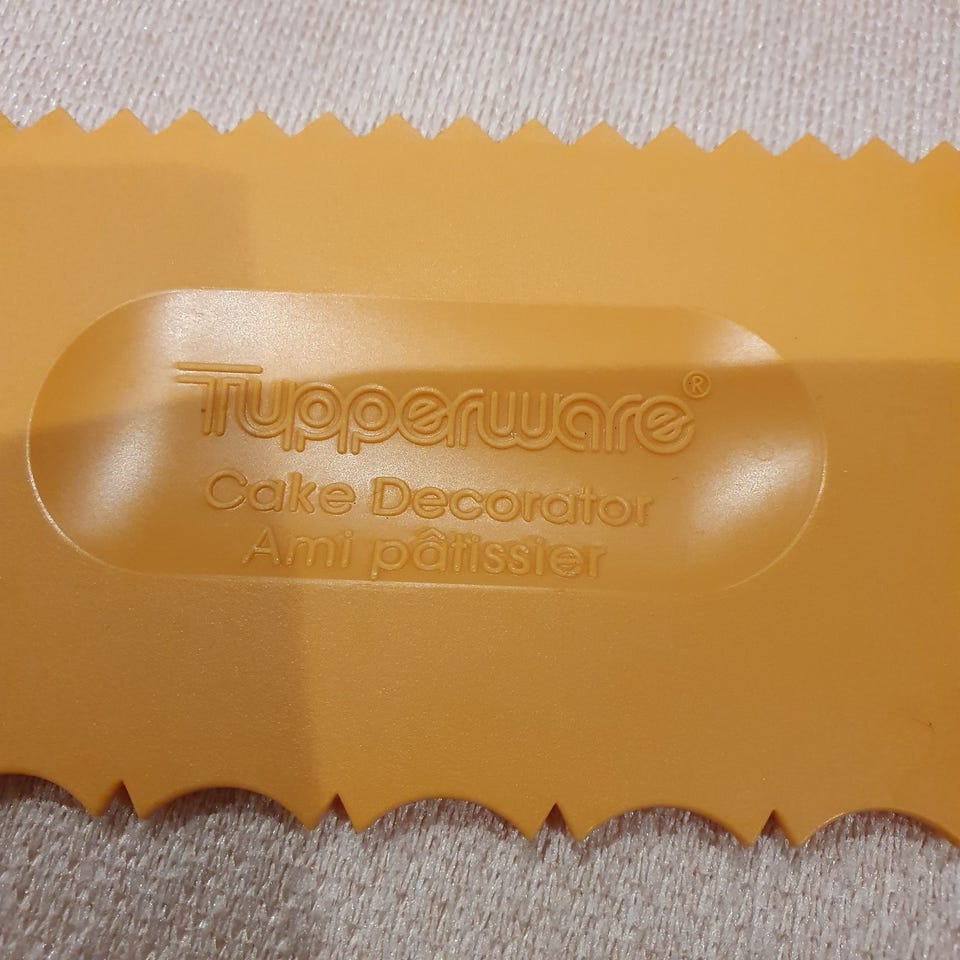 Tupperware®
Cake Decorator
Ami pâtissier